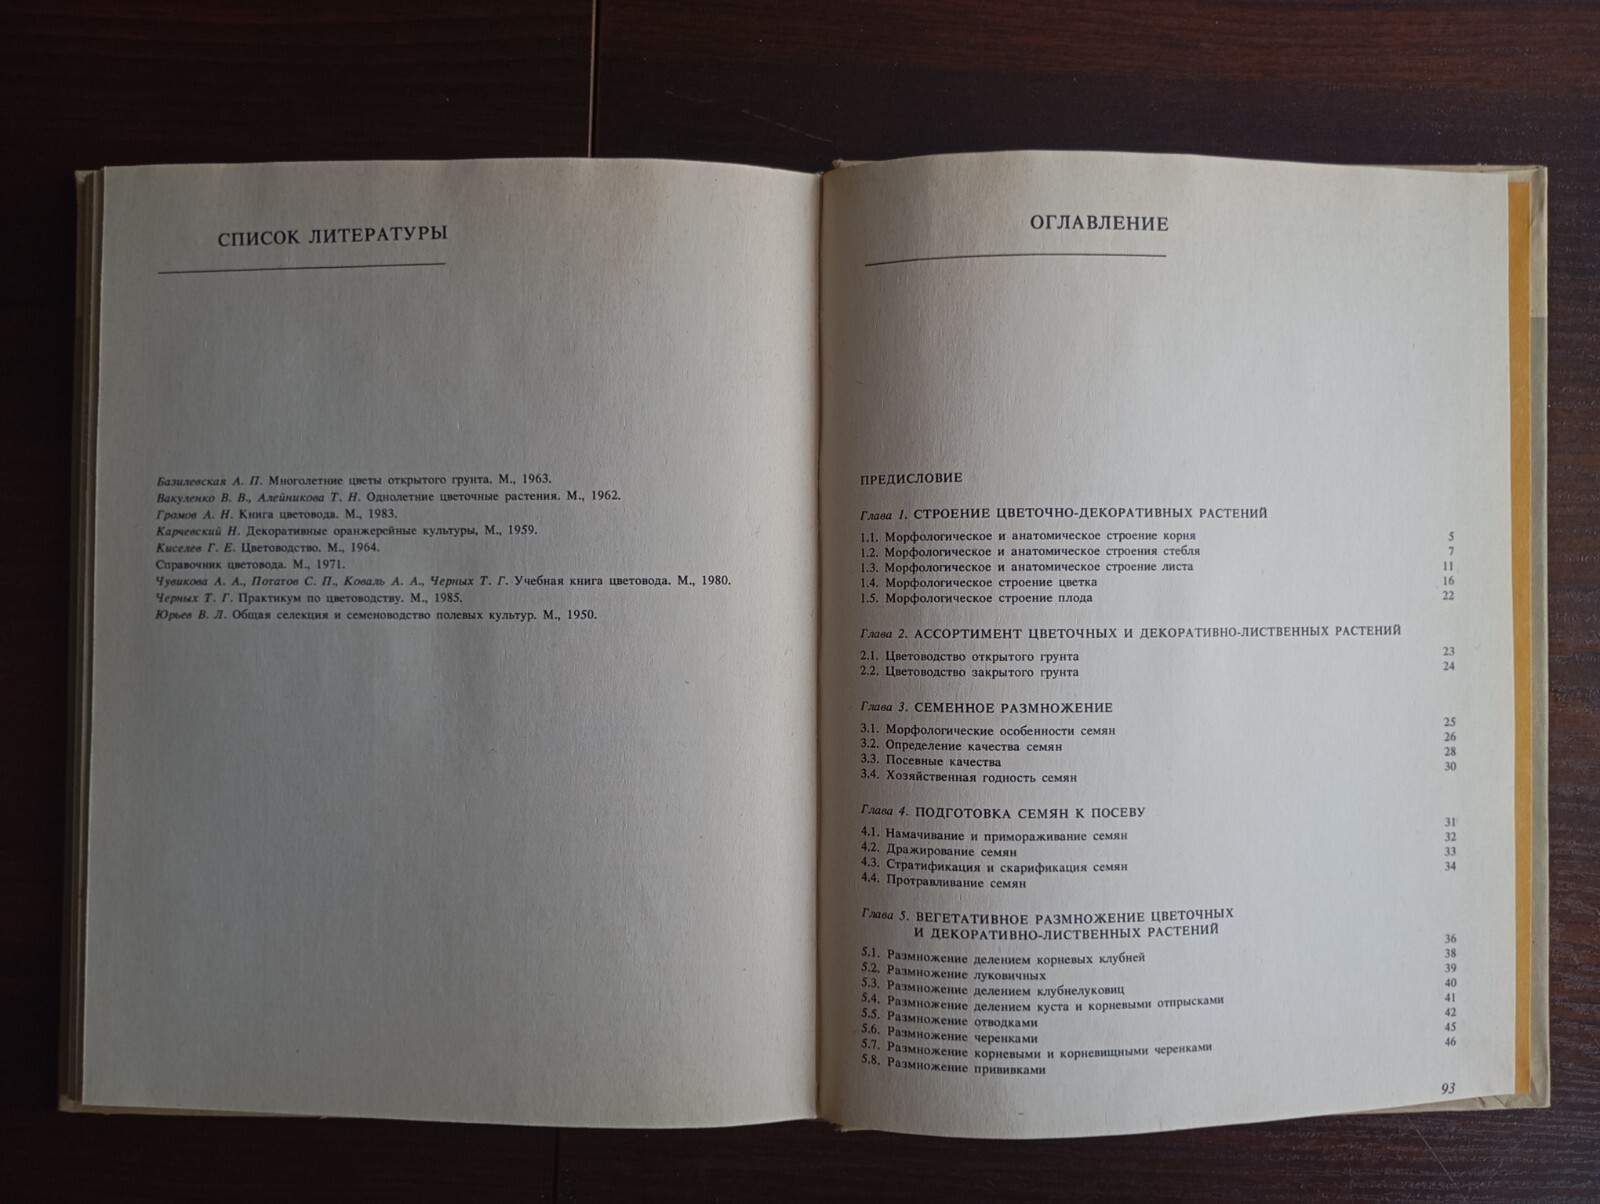 СПИСОК ЛИТЕРАТУРЫ
Базилевская А. П. Многолетние цветы открытого грунта. М., 1963.
Вакуленко В. В., Алейникова Т. Н. Однолетние цветочные растения. М., 1962.
Громов А. Н. Книга цветовода. М., 1983.
Карчевский Н. Декоративные оранжерейные культуры, М., 1959.
Киселев Г. Е. Цветоводство. М., 1964.
Справочник цветовода. М., 1971.
Чувикова А. А., Потапов С. П., Коваль А. А., Черных Т. Г. Учебная книга цветовода. М., 1980.
Черных Т. Г. Практикум по цветоводству. М., 1985.
Юрьев В. Л. Общая селекция и семеноводство полевых культур. М., 1950.
ОГЛАВЛЕНИЕ
ПРЕДИСЛОВИЕ
Глава 1. СТРОЕНИЕ ЦВЕТОЧНО-ДЕКОРАТИВНЫХ РАСТЕНИЙ
1.1. Морфологическое и анатомическое строение корня 5
1.2. Морфологическое и анатомическое строения стебля 7
1.3. Морфологическое и анатомическое строение листа 11
1.4. Морфологическое строение цветка 16
1.5. Морфологическое строение плода 22
Глава 2. АССОРТИМЕНТ ЦВЕТОЧНЫХ И ДЕКОРАТИВНО-ЛИСТВЕННЫХ РАСТЕНИЙ
2.1. Цветоводство открытого грунта 23
2.2. Цветоводство закрытого грунта 24
Глава 3. СЕМЕННОЕ РАЗМНОЖЕНИЕ
3.1. Морфологические особенности семян 25
3.2. Определение качества семян 26
3.3. Посевные качества 28
3.4. Хозяйственная годность семян 30
Глава 4. ПОДГОТОВКА СЕМЯН К ПОСЕВУ
4.1. Намачивание и примораживание семян 31
4.2. Дражирование семян 32
4.3. Стратификация и скарификация семян 33
4.4. Протравливание семян 34
Глава 5. ВЕГЕТАТИВНОЕ РАЗМНОЖЕНИЕ ЦВЕТОЧНЫХ
И ДЕКОРАТИВНО-ЛИСТВЕННЫХ РАСТЕНИЙ
5.1. Размножение делением корневых клубней 36
5.2. Размножение луковичных 38
5.3. Размножение делением клубнелуковиц 39
5.4. Размножение делением куста и корневыми отпрысками 40
5.5. Размножение отводками 41
5.6. Размножение черенками 42
5.7. Размножение корневыми и корневищными черенками 45
5.8. Размножение прививками 46
93